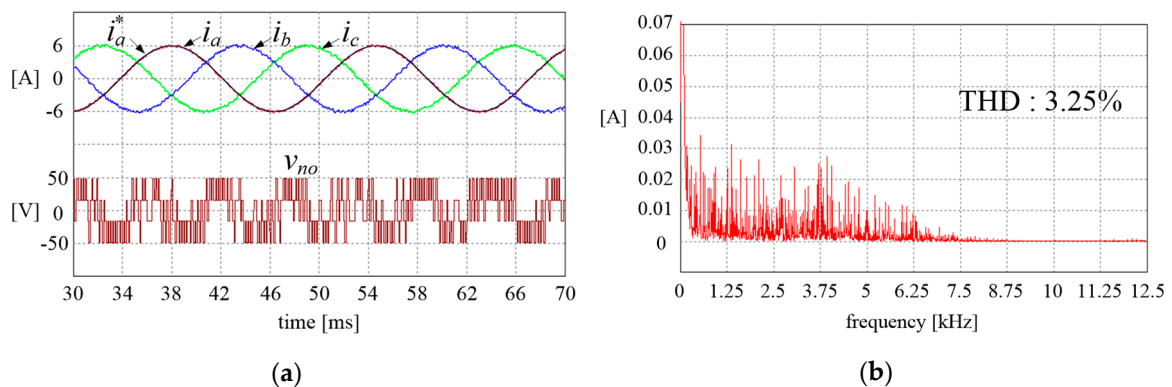 (a)
i*a ia ib ic
[A]
6
0
-6
vno
[V]
50
0
-50
30 34 38 42 46 50 54 58 62 66 70
time [ms]
(a)
0.07
0.06
0.05
0.04
0.03
0.02
0.01
0
[A]
THD : 3.25%
0 1.25 2.5 3.75 5 6.25 7.5 8.75 10 11.25 12.5
frequency [kHz]
(b)